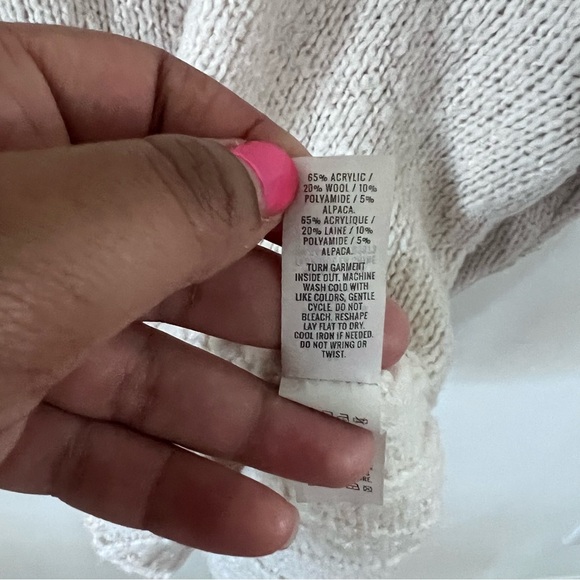 65% ACRYLIC /
20% WOOL / 10%
POLYAMIDE / 5%
ALPACA.
65% ACRYLIQUE /
20% LAINE / 10%
POLYAMIDE / 5%
ALPACA.
TURN GARMENT
INSIDE OUT. MACHINE
WASH COLD WITH
LIKE COLORS, GENTLE
CYCLE. DO NOT
BLEACH. RESHAPE
LAY FLAT TO DRY.
COOL IRON IF NEEDED.
DO NOT WRING OR
TWIST.